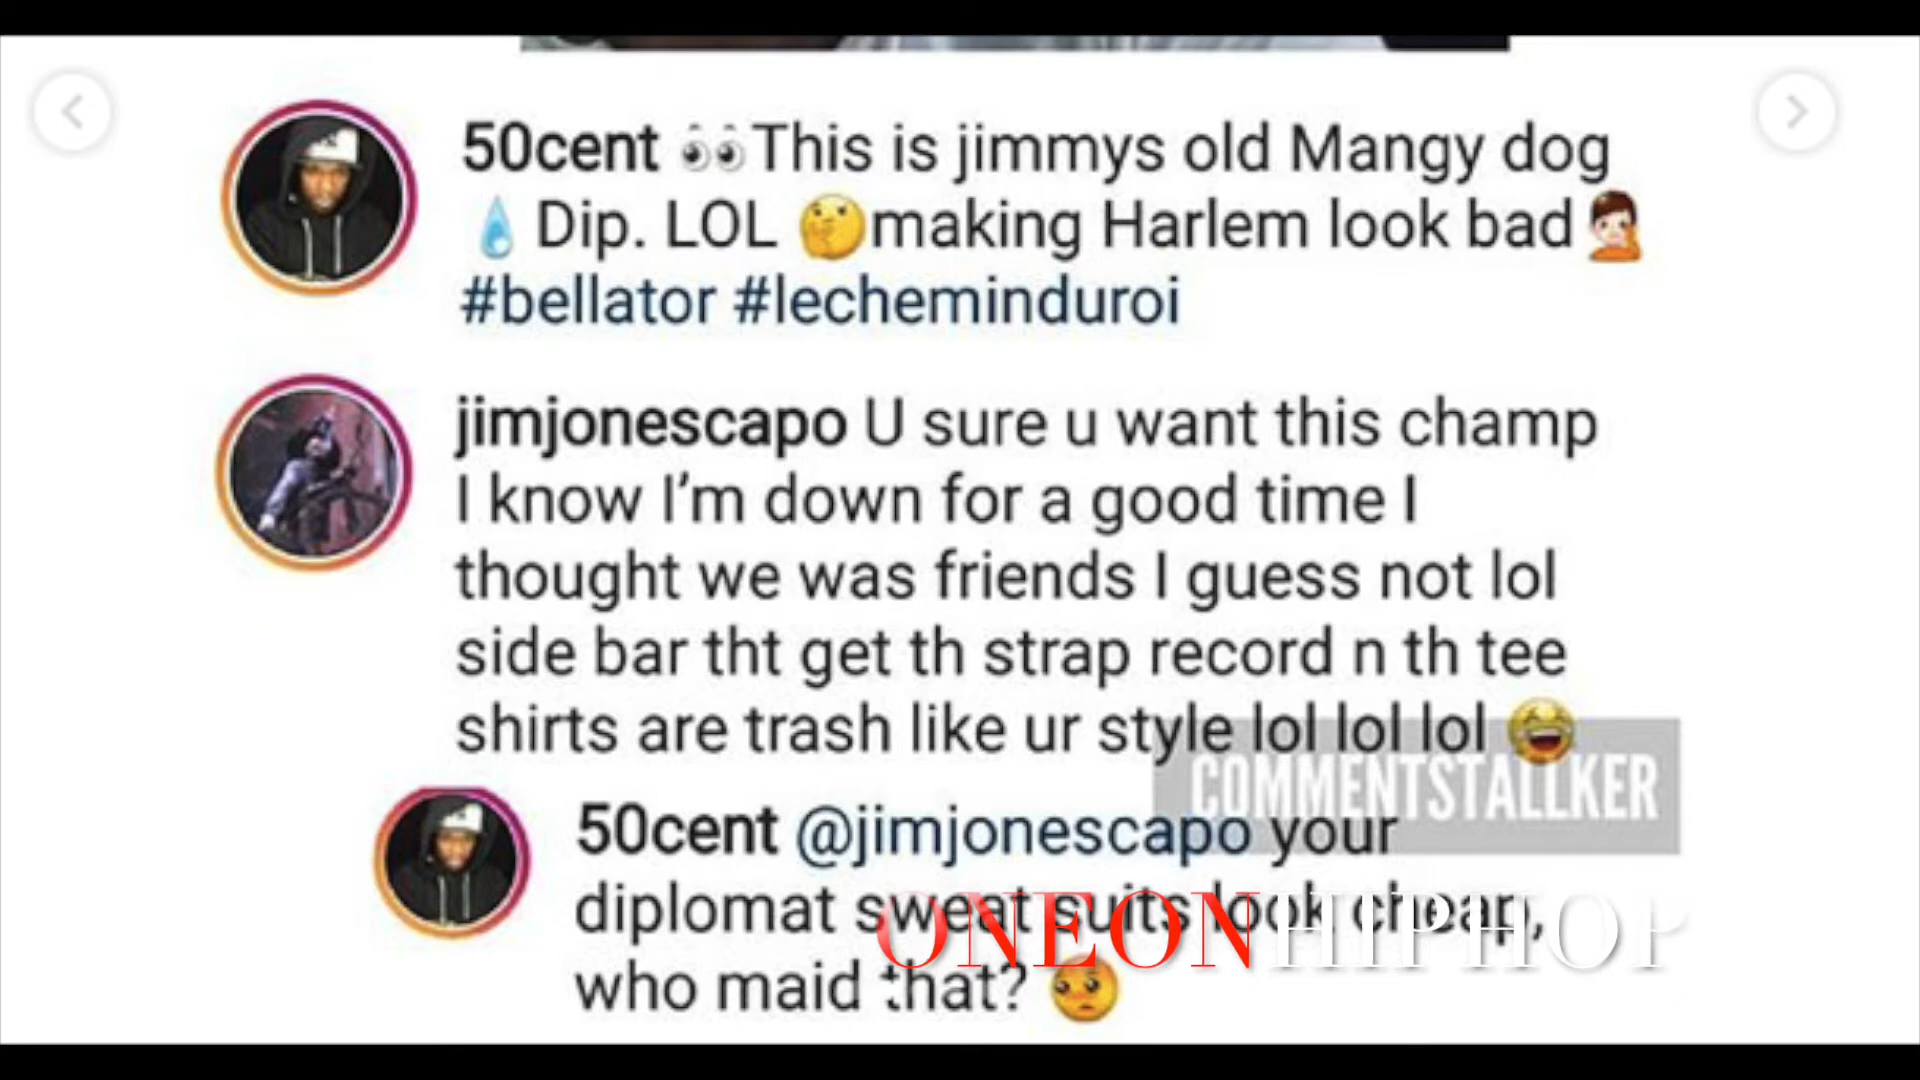 50cent 👀This is jimmys old Mangy dog
💧Dip. LOL 🤔making Harlem look bad🤦
#bellator #lecheminduroi
jimjonescapo U sure u want this champ
I know I’m down for a good time I
thought we was friends I guess not lol
side bar tht get th strap record n th tee
shirts are trash like ur style lol lol lol 😂
COMMENTSTALLKER
50cent @jimjonescapo your
diplomat sweat suits look cheap,
ONEONHIPHOP
who maid that? 😳